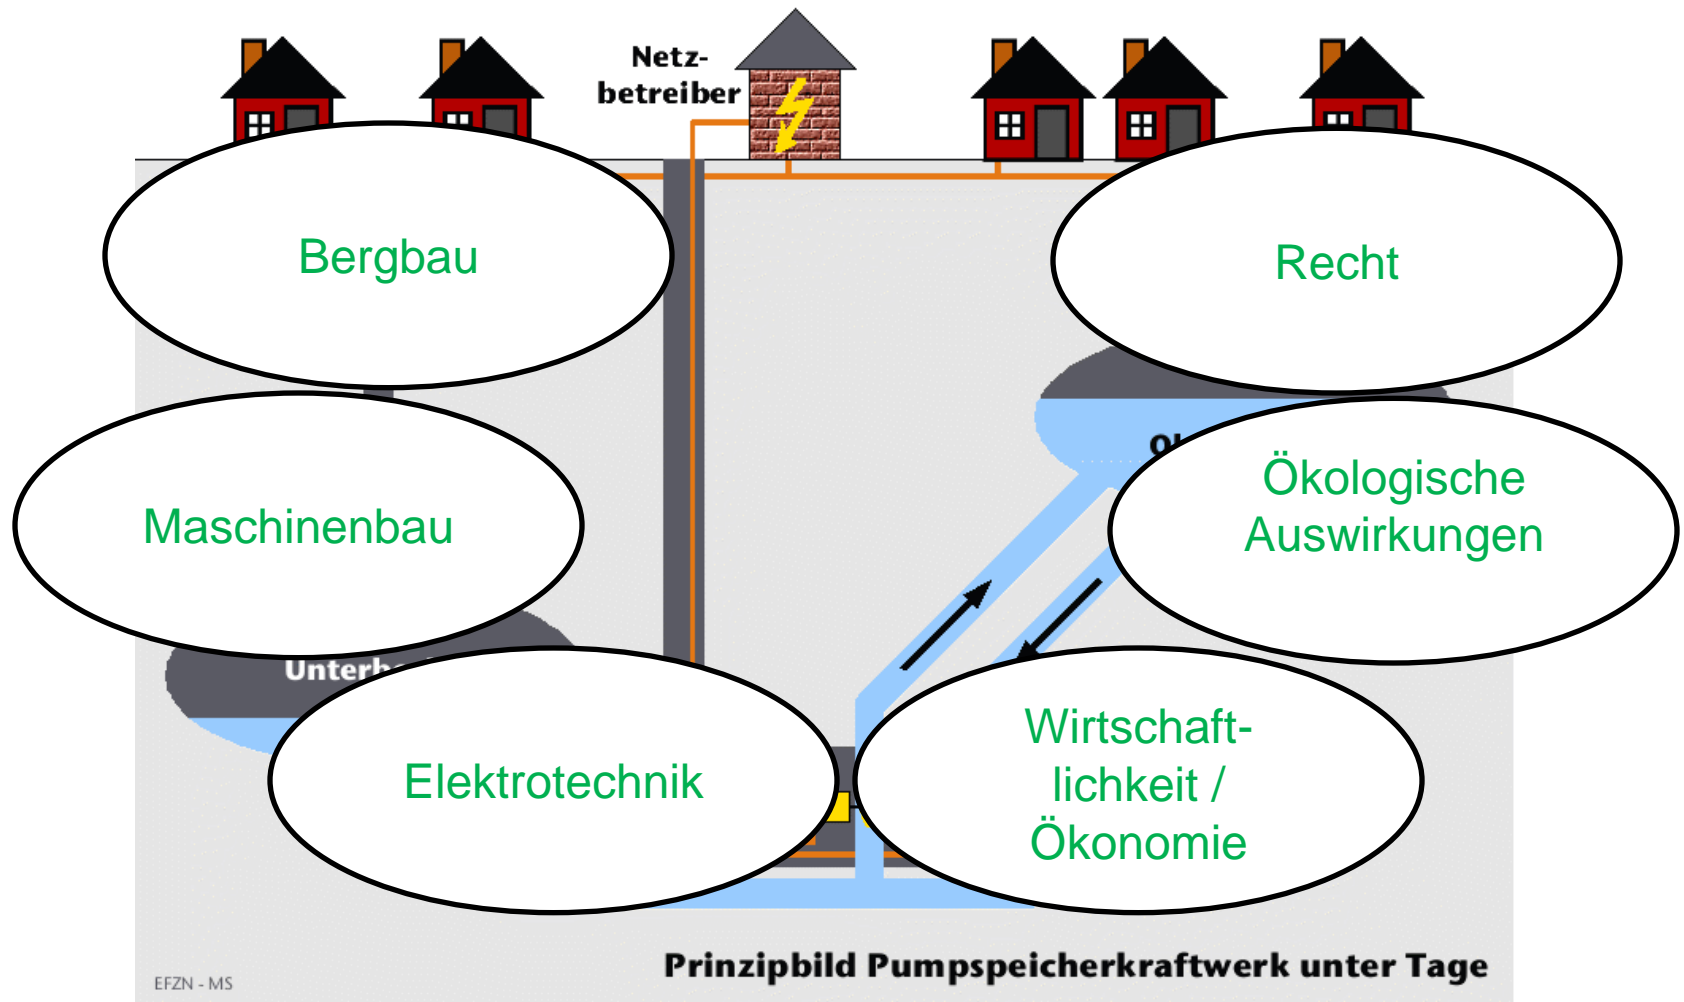 Netz-
betreiber
Bergbau
Recht
Ökologische
Auswirkungen
Maschinenbau
Elektrotechnik
Wirtschaft-
lichkeit /
Ökonomie
Prinzipbild Pumpspeicherkraftwerk unter Tage
EFZN - MS